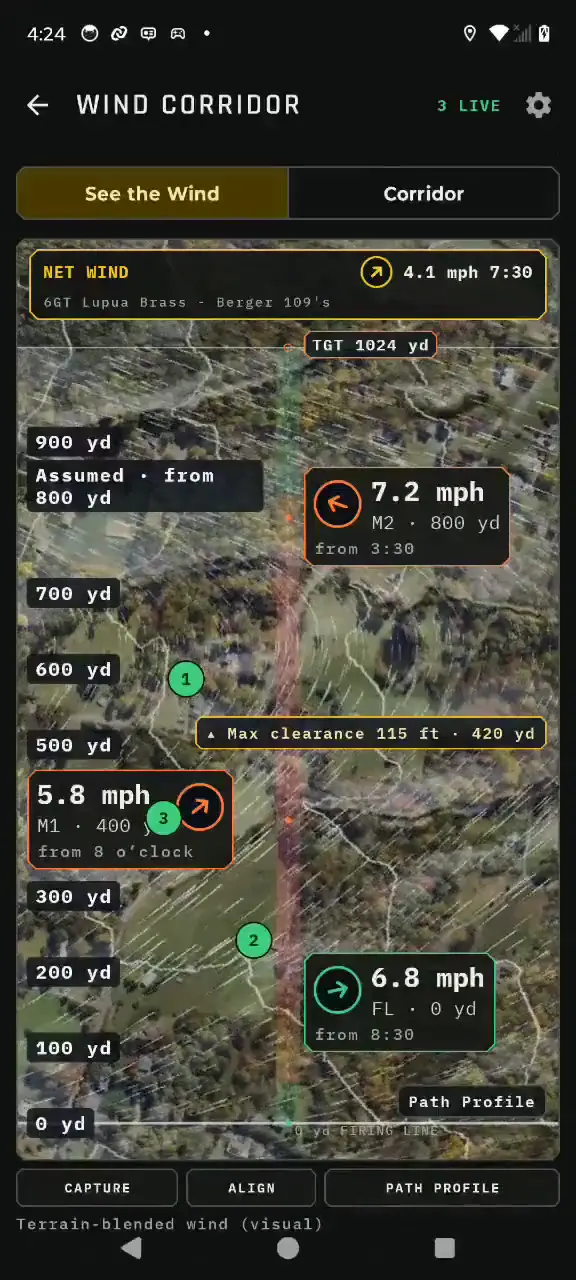 4:24
WIND CORRIDOR
3 LIVE
See the Wind
Corridor
NET WIND
4.1 mph 7:30
6GT Lupua Brass - Berger 109's
TGT 1024 yd
900 yd
Assumed · from
800 yd
7.2 mph
M2 · 800 yd
from 3:30
700 yd
600 yd
1
▲ Max clearance 115 ft · 420 yd
500 yd
5.8 mph
M1 · 400
3
from 8 o'clock
300 yd
2
200 yd
6.8 mph
FL · 0 yd
from 8:30
100 yd
Path Profile
0 yd
0 yd FIRING LINE
CAPTURE
ALIGN
PATH PROFILE
Terrain-blended wind (visual)